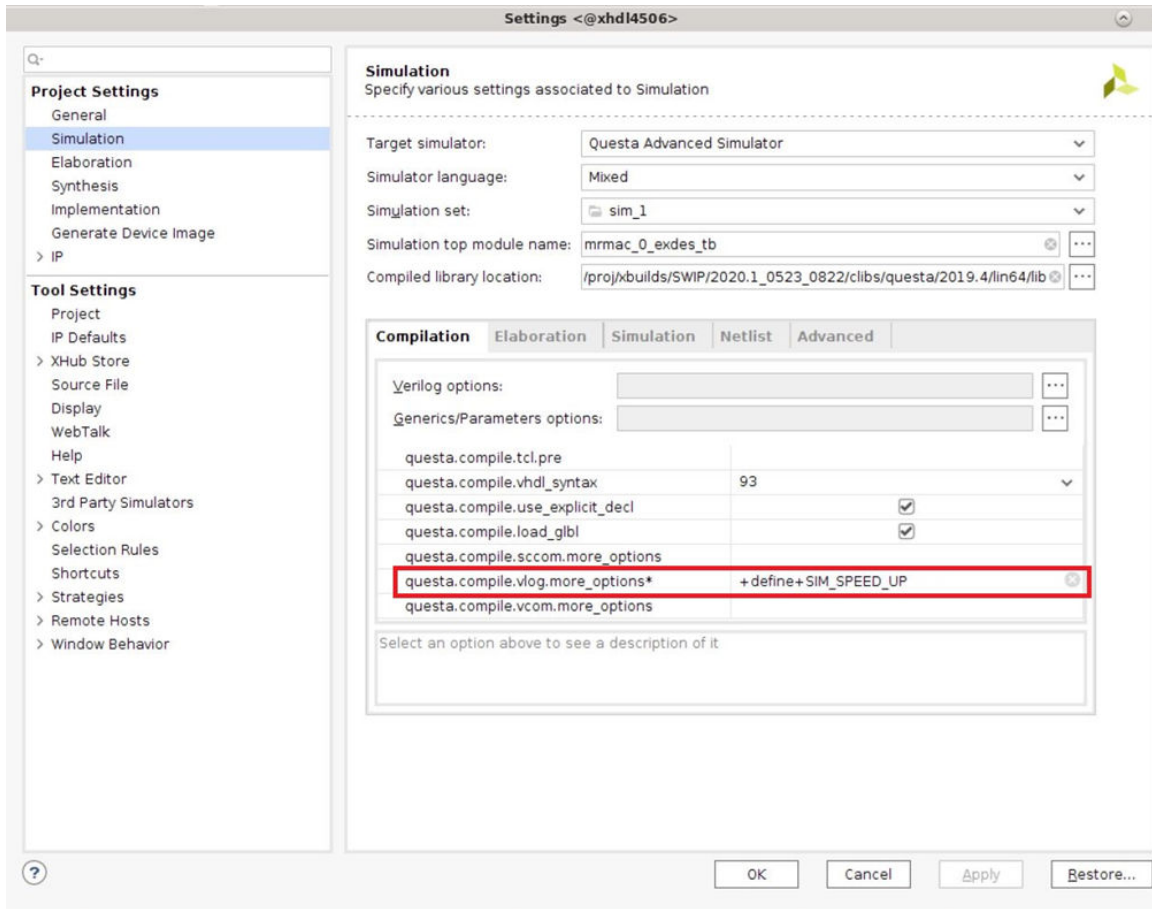 Settings <@xhdl4506>
Q-
Project Settings
General
Simulation
Elaboration
Synthesis
Implementation
Generate Device Image
> IP
Tool Settings
Project
IP Defaults
> XHub Store
Source File
Display
WebTalk
Help
> Text Editor
3rd Party Simulators
> Colors
Selection Rules
Shortcuts
> Strategies
> Remote Hosts
> Window Behavior
Simulation
Specify various settings associated to Simulation
Target simulator: Questa Advanced Simulator
Simulator language: Mixed
Simulation set: sim_1
Simulation top module name: mrmac_0_exdes_tb ...
Compiled library location: /proj/xbuilds/SWIP/2020.1_0523_0822/clibs/questa/2019.4/lin64/lib ...
Compilation Elaboration Simulation Netlist Advanced
Verilog options: ...
Generics/Parameters options: ...
questa.compile.tcl.pre
questa.compile.vhdl_syntax 93
questa.compile.use_explicit_decl
questa.compile.load_glbl
questa.compile.sccom.more_options
questa.compile.vlog.more_options* +define+SIM_SPEED_UP
questa.compile.vcom.more_options
Select an option above to see a description of it
? OK Cancel Apply Restore...